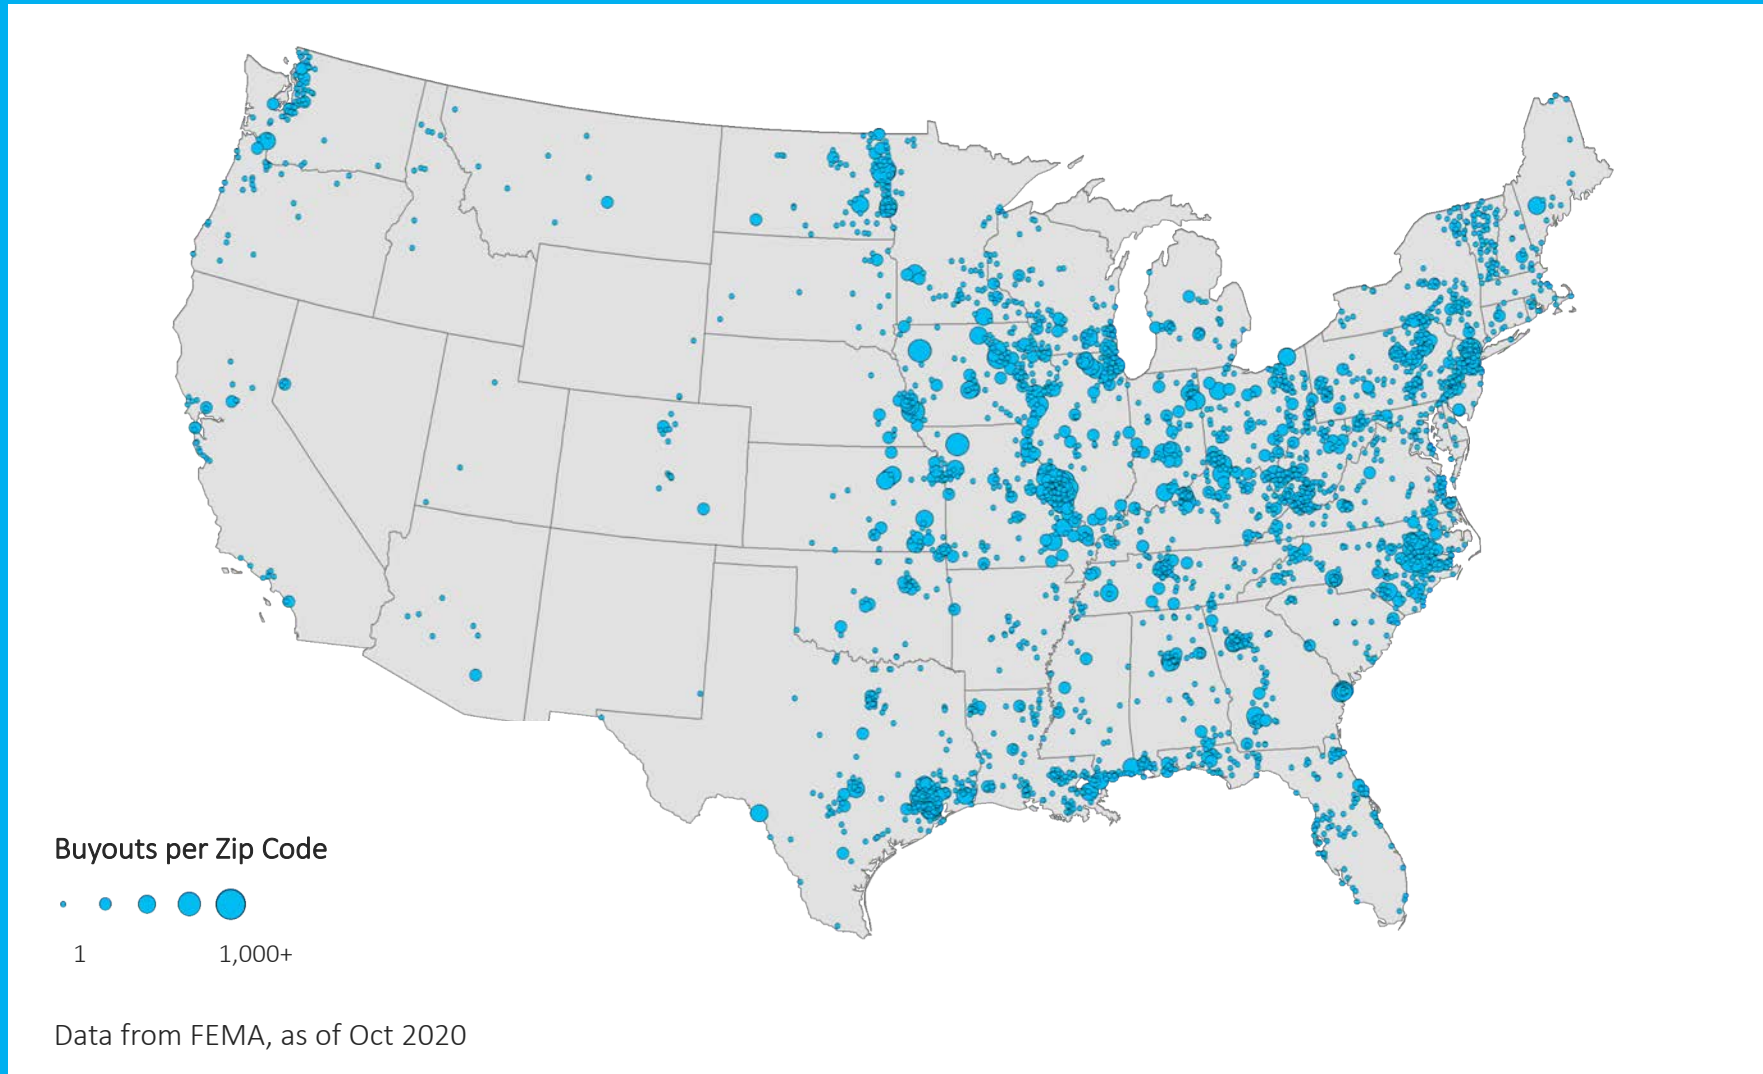 Buyouts per Zip Code
1 1,000+
Data from FEMA, as of Oct 2020